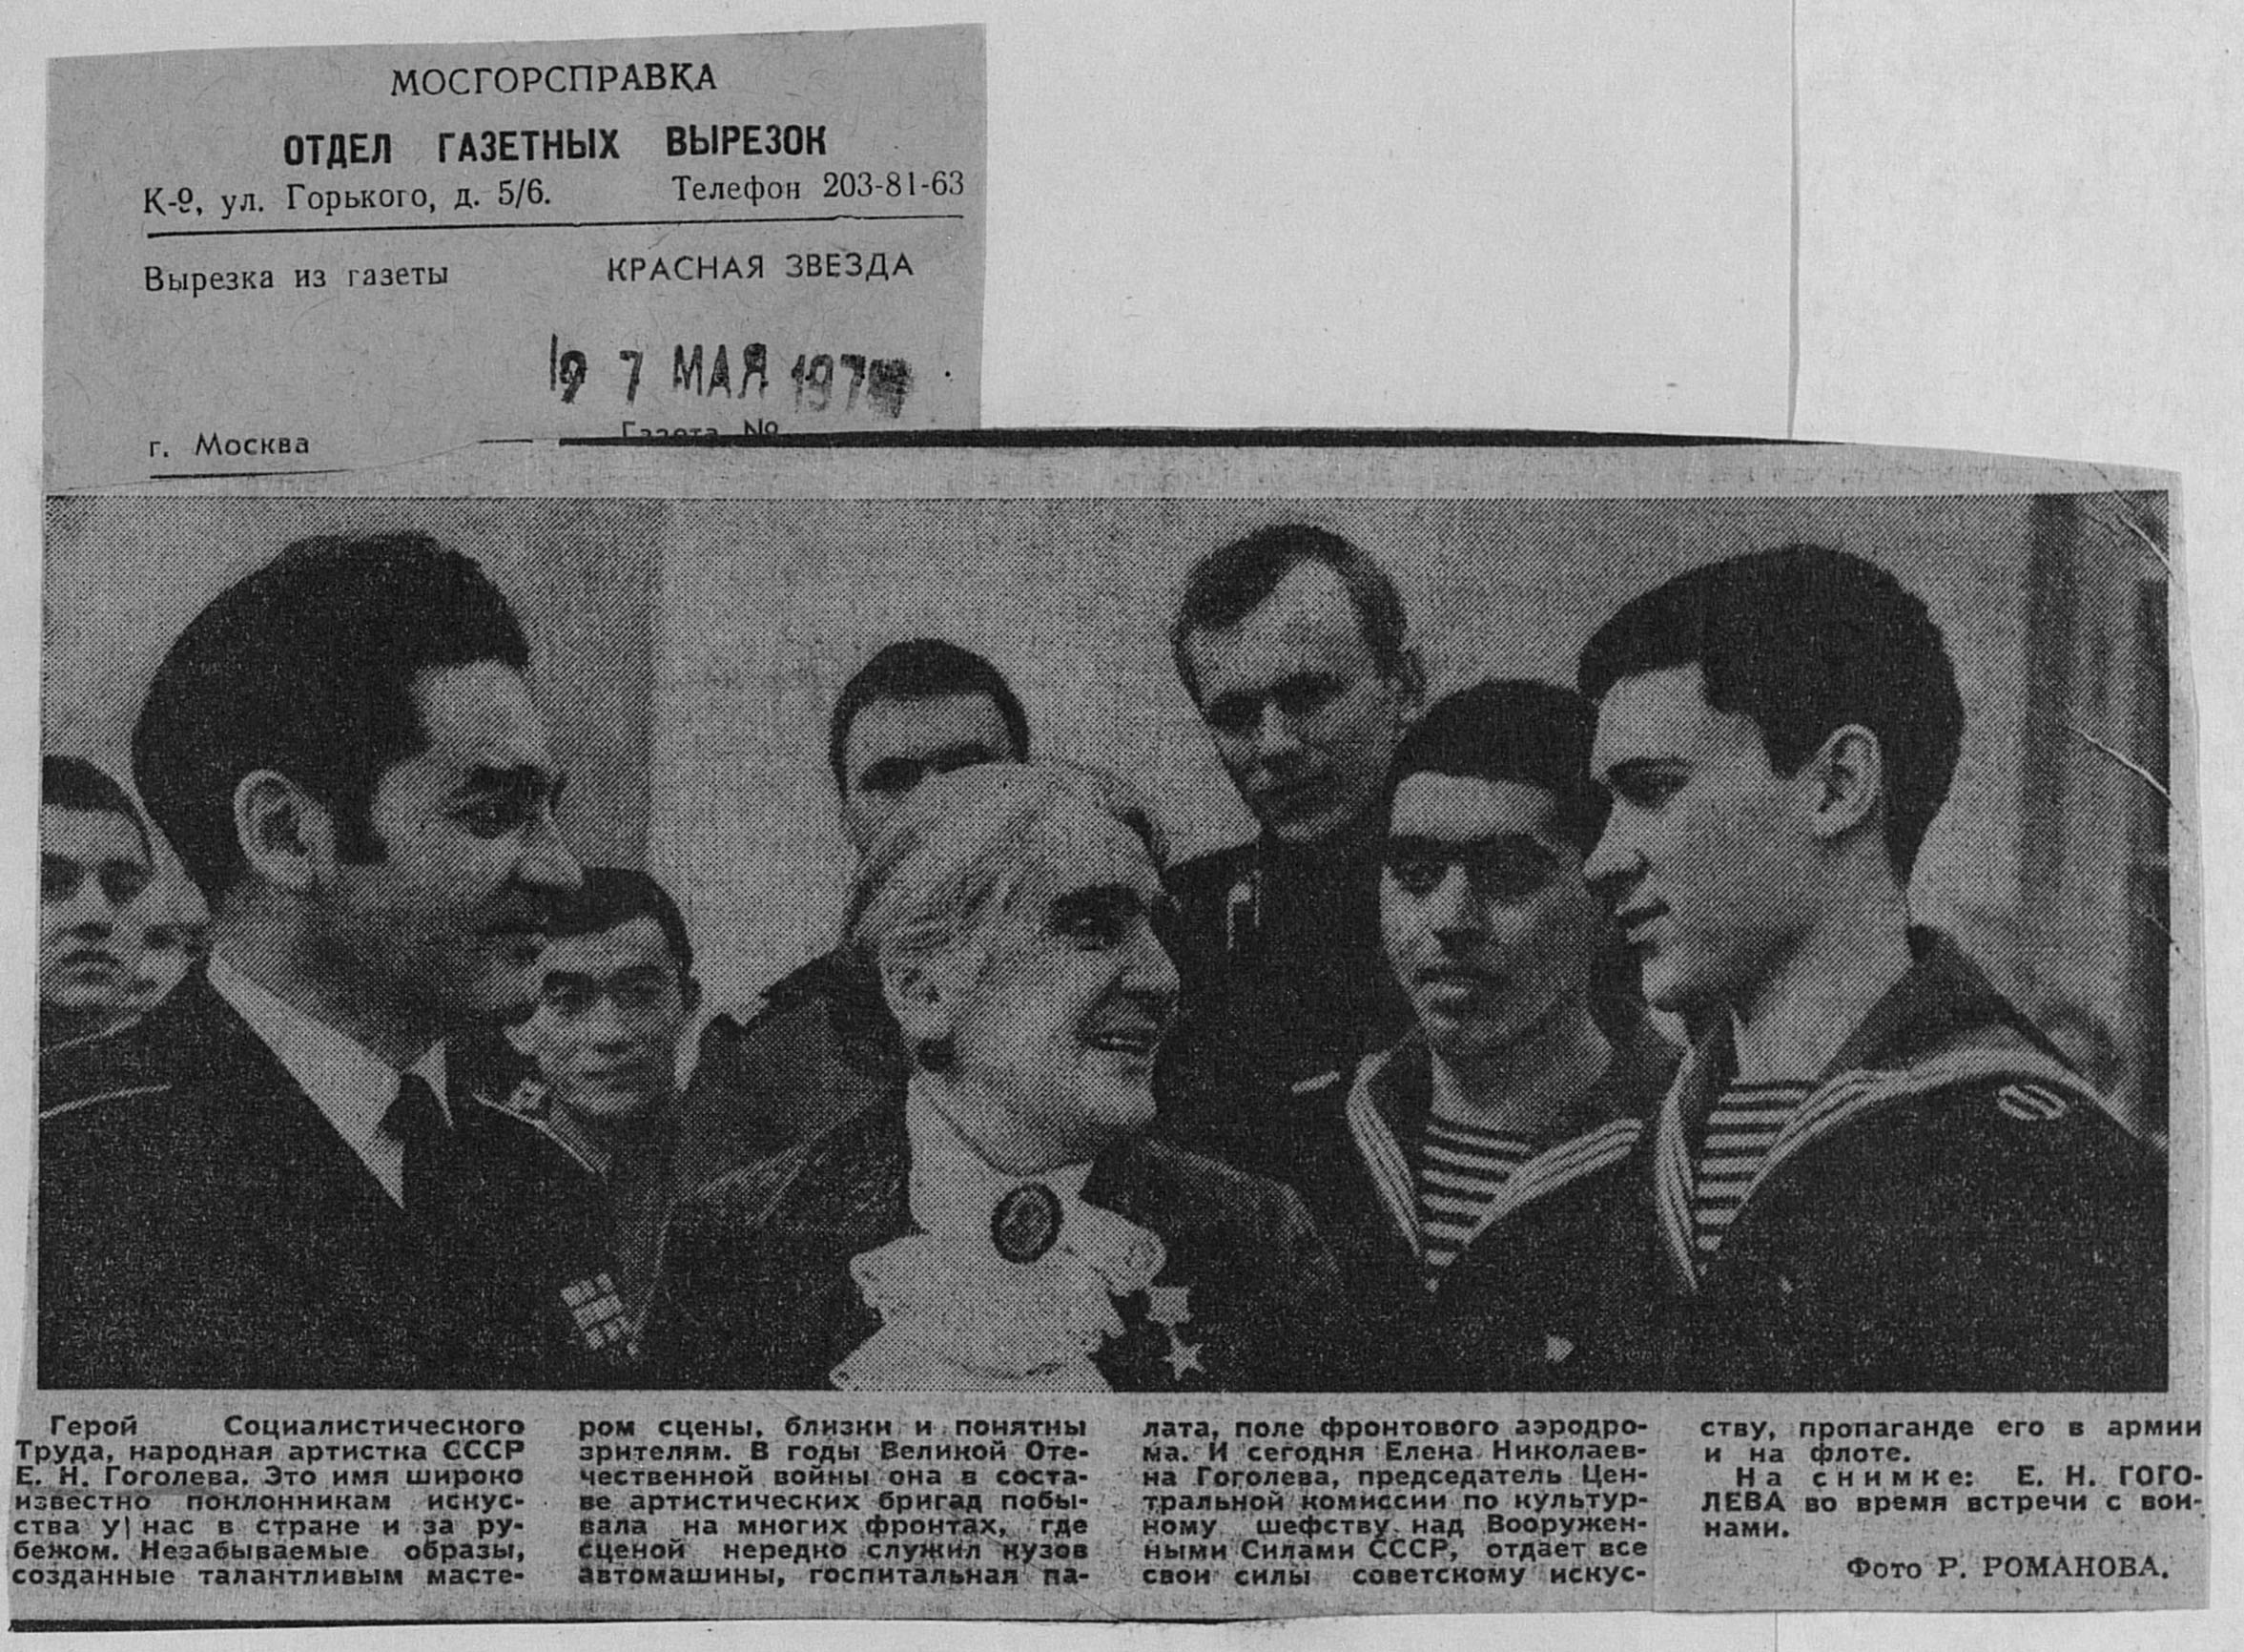 МОСГОРСПРАВКА
ОТДЕЛ ГАЗЕТНЫХ ВЫРЕЗОК
К-9, ул. Горького, д. 5/6. Телефон 203-81-63
Вырезка из газеты КРАСНАЯ ЗВЕЗДА
7 МАЯ
Газета №
г. Москва
Герой Социалистического
Труда, народная артистка СССР
Е. Н. Гоголева. Это имя широко
известно поклонникам искус-
ства у нас в стране и за ру-
бежом. Незабываемые образы,
созданные талантливым масте-
ром сцены, близки и понятны
зрителям. В годы Великой Оте-
чественной войны она в соста-
ве артистических бригад побы-
вала на многих фронтах, где
сценой нередко служил кузов
автомашины, госпитальная па-
лата, поле фронтового аэродро-
ма. И сегодня Елена Николаев-
на Гоголева, председатель Цен-
тральной комиссии по культур-
ному шефству над Вооружен-
ными Силами СССР, отдает все
свои силы советскому искус-
ству, пропаганде его в армии
и на флоте.
На снимке: Е. Н. ГОГО-
ЛЕВА во время встречи с вои-
нами.
Фото Р. РОМАНОВА.